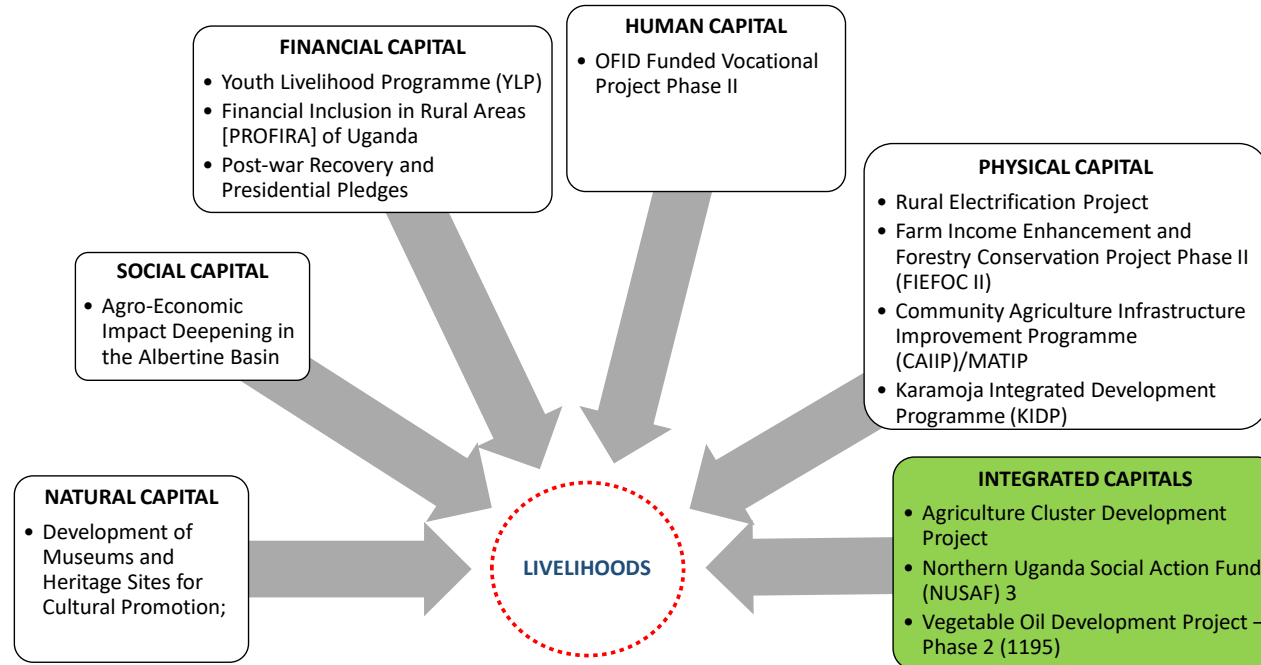 FINANCIAL CAPITAL
• Youth Livelihood Programme (YLP)
• Financial Inclusion in Rural Areas
[PROFIRA] of Uganda
• Post-war Recovery and
Presidential Pledges
HUMAN CAPITAL
• OFID Funded Vocational
Project Phase II
SOCIAL CAPITAL
• Agro-Economic
Impact Deepening in
the Albertine Basin
PHYSICAL CAPITAL
• Rural Electrification Project
• Farm Income Enhancement and
Forestry Conservation Project Phase II
(FIEFOC II)
• Community Agriculture Infrastructure
Improvement Programme
(CAIIP)/MATIP
• Karamoja Integrated Development
Programme (KIDP)
NATURAL CAPITAL
• Development of
Museums and
Heritage Sites for
Cultural Promotion;
LIVELIHOODS
INTEGRATED CAPITALS
• Agriculture Cluster Development
Project
• Northern Uganda Social Action Fund
(NUSAF) 3
• Vegetable Oil Development Project –
Phase 2 (1195)